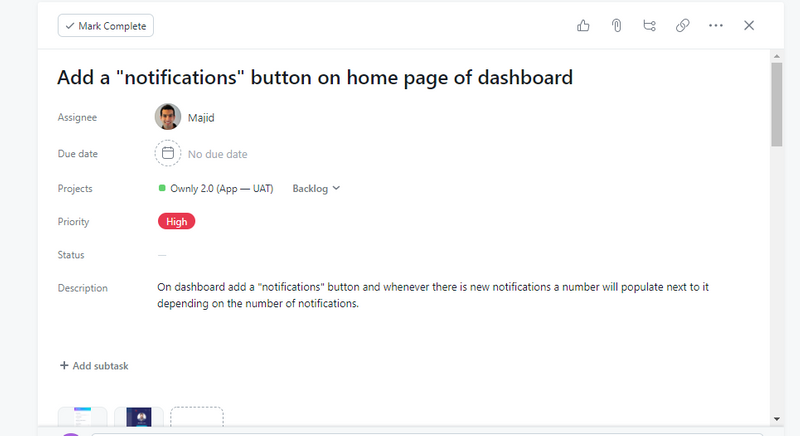 Mark Complete
Add a "notifications" button on home page of dashboard
Assignee Majid
Due date No due date
Projects Ownly 2.0 (App — UAT) Backlog
Priority High
Status —
Description On dashboard add a "notifications" button and whenever there is new notifications a number will populate next to it
depending on the number of notifications.
+ Add subtask